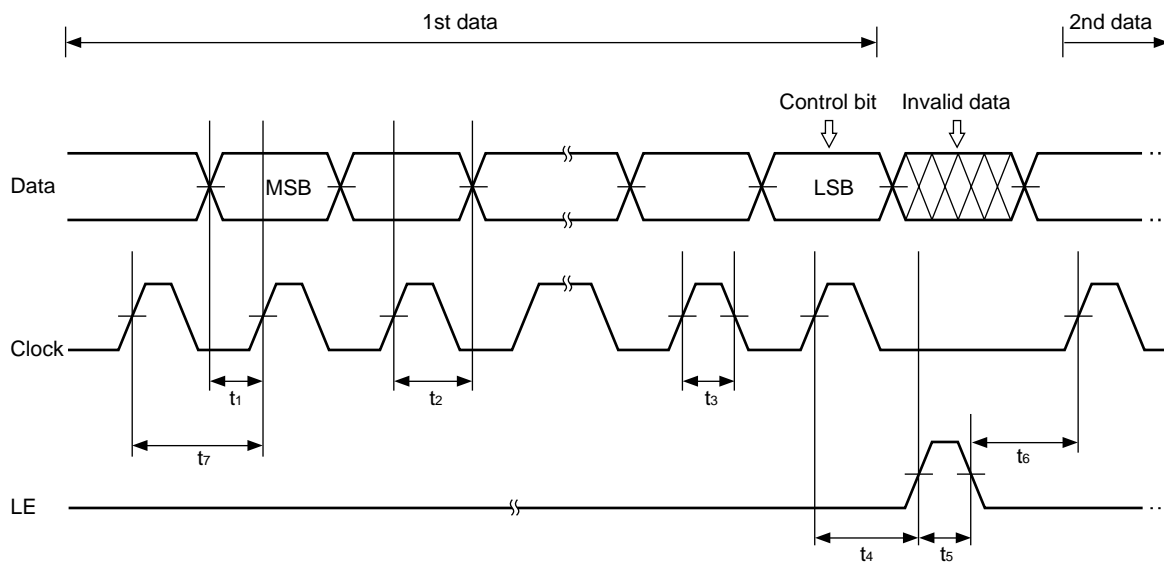 1st data
2nd data
Control bit
Invalid data
Data
MSB
LSB
Clock
t1
t2
t3
t7
t6
LE
t4
t5